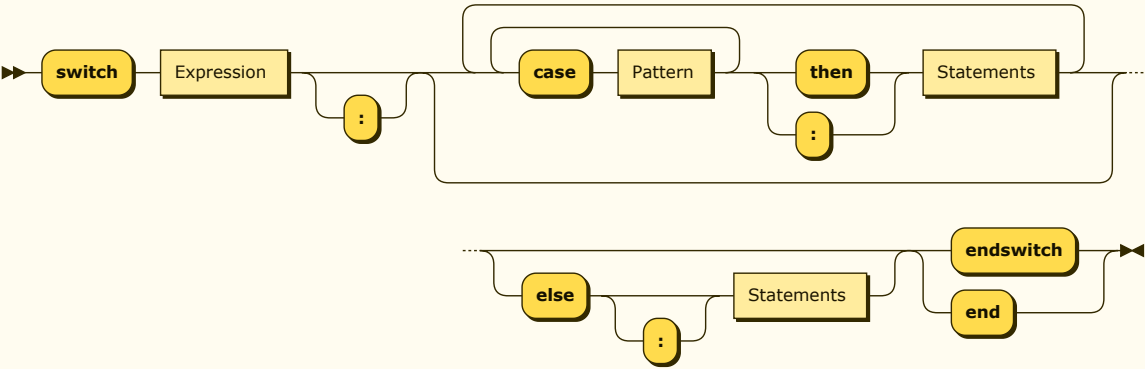 switch Expression case Pattern then Statements
: :
endswitch
else Statements
end
: